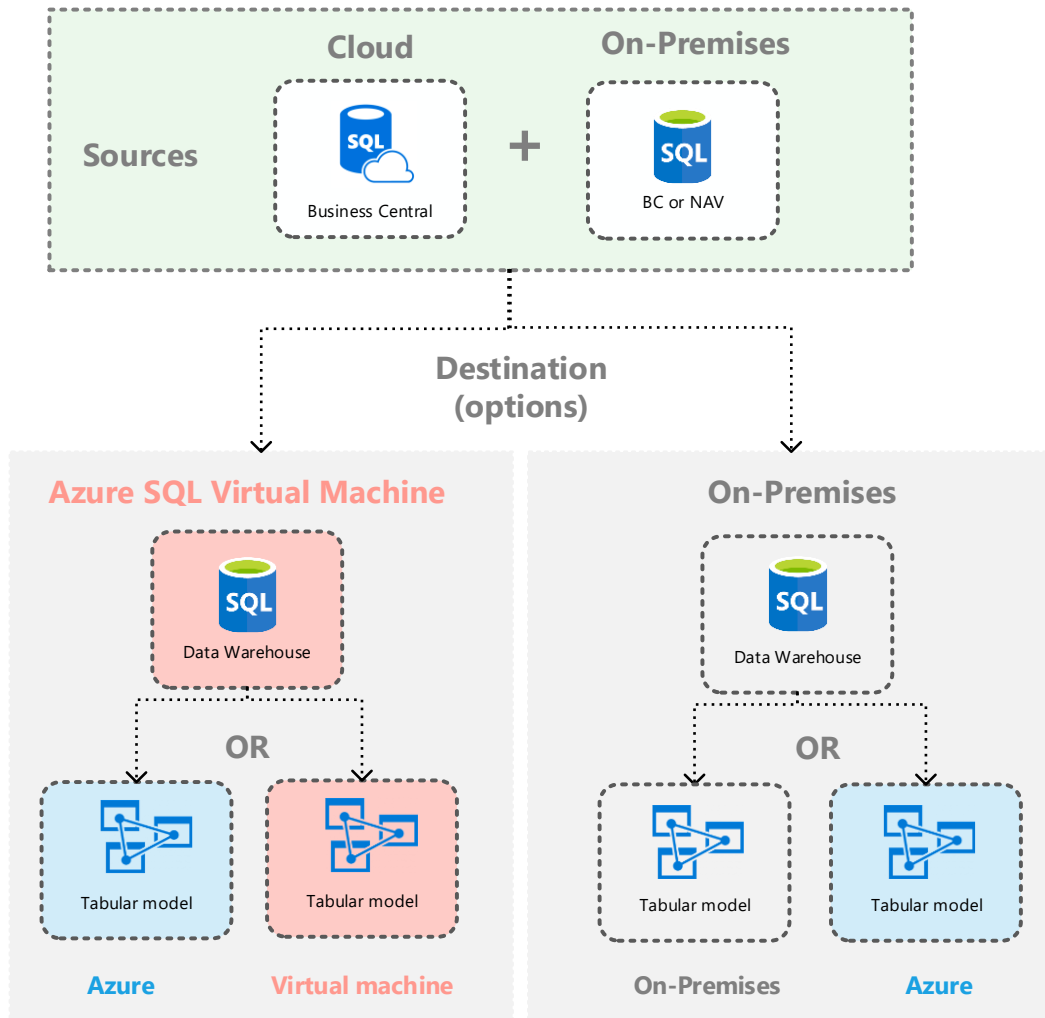 Cloud
On-Premises
Sources
SQL
+
SQL
Business Central
BC or NAV
Destination
(options)
Azure SQL Virtual Machine
SQL
Data Warehouse
OR
Tabular model
Tabular model
Azure
Virtual machine
On-Premises
SQL
Data Warehouse
OR
Tabular model
Tabular model
On-Premises
Azure